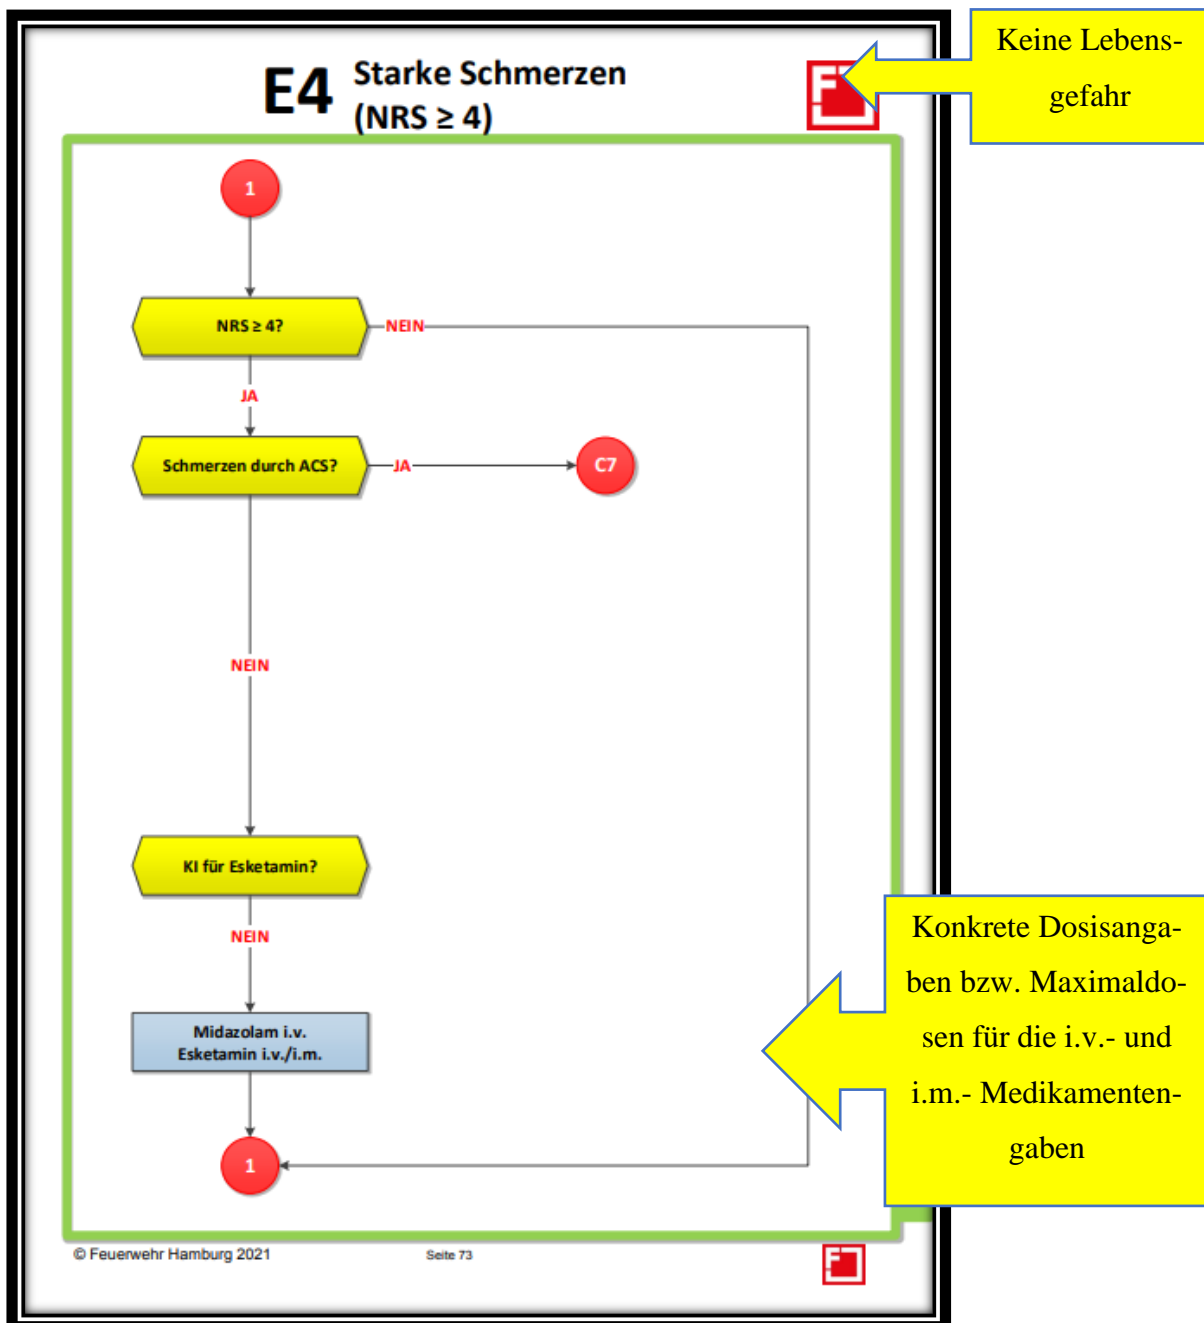 E4 Starke Schmerzen
(NRS ≥ 4)
Keine Lebens-
gefahr
1
NRS ≥ 4?
NEIN
JA
Schmerzen durch ACS?
JA
C7
NEIN
KI für Esketamin?
NEIN
Midazolam i.v.
Esketamin i.v./i.m.
Konkrete Dosisanga-
ben bzw. Maximaldo-
sen für die i.v.- und
i.m.- Medikamenten-
gaben
1
© Feuerwehr Hamburg 2021
Seite 73
F